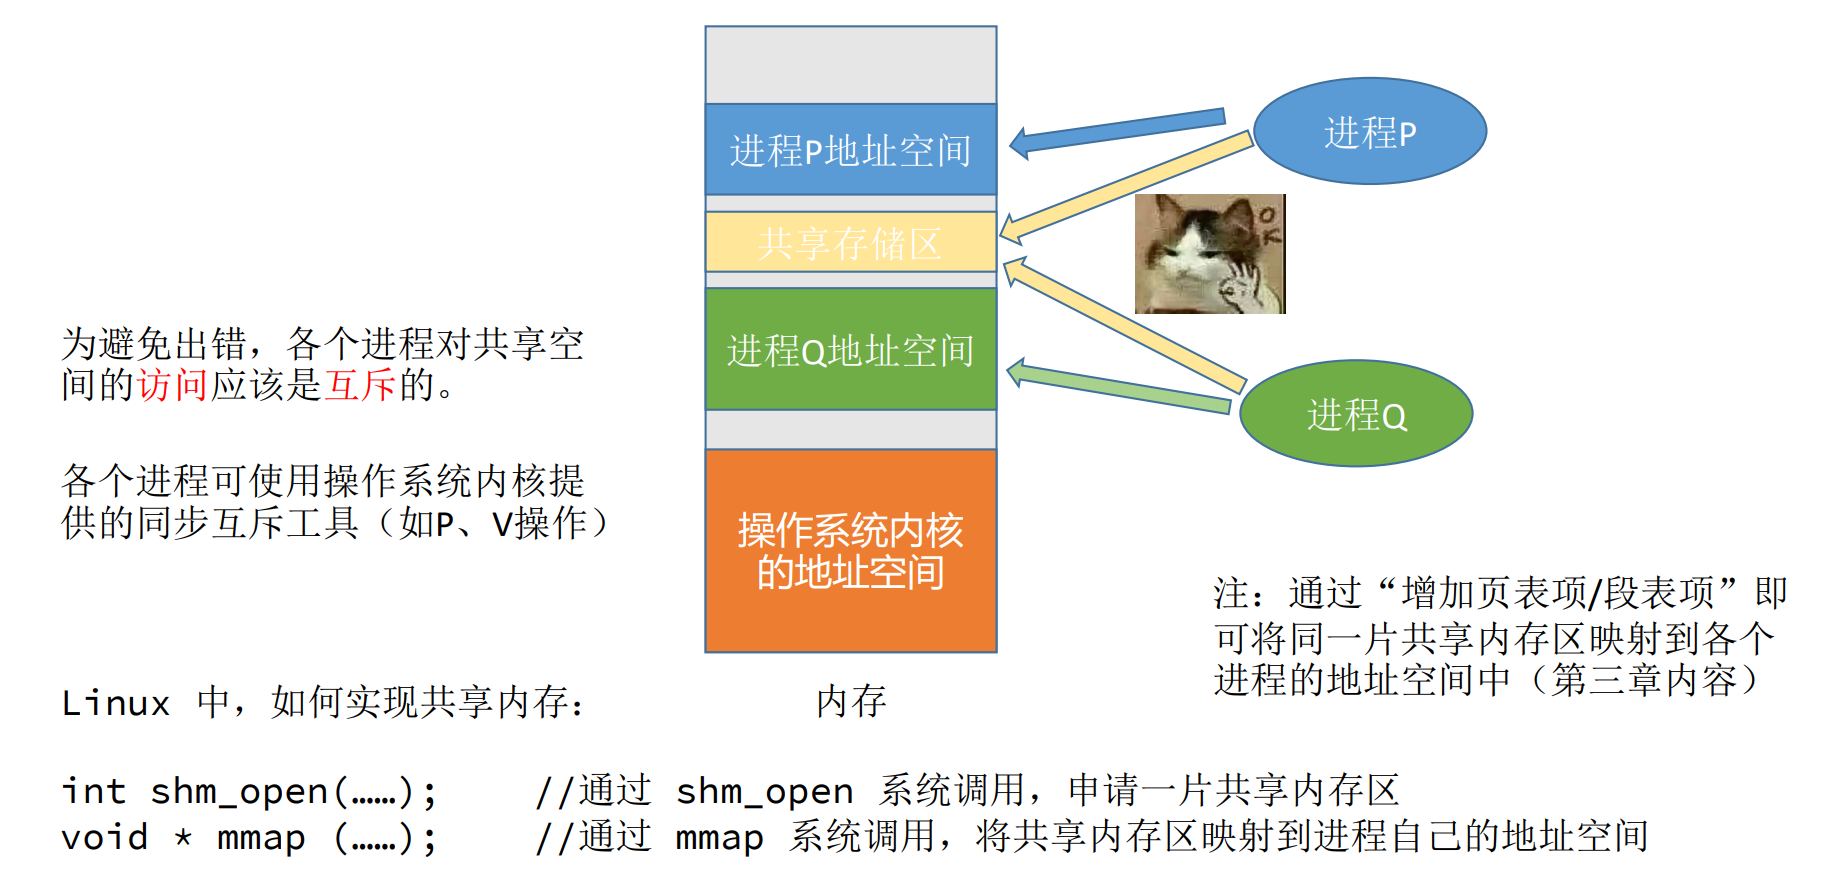 进程P地址空间
共享存储区
进程Q地址空间
操作系统内核
的地址空间
内存
进程P
OK
进程Q
为避免出错，各个进程对共享空
间的访问应该是互斥的。
各个进程可使用操作系统内核提
供的同步互斥工具（如P、V操作）
注：通过“增加页表项/段表项”即
可将同一片共享内存区映射到各个
进程的地址空间中（第三章内容）
Linux 中，如何实现共享内存：
int shm_open(……);    //通过 shm_open 系统调用，申请一片共享内存区
void * mmap (……);    //通过 mmap 系统调用，将共享内存区映射到进程自己的地址空间